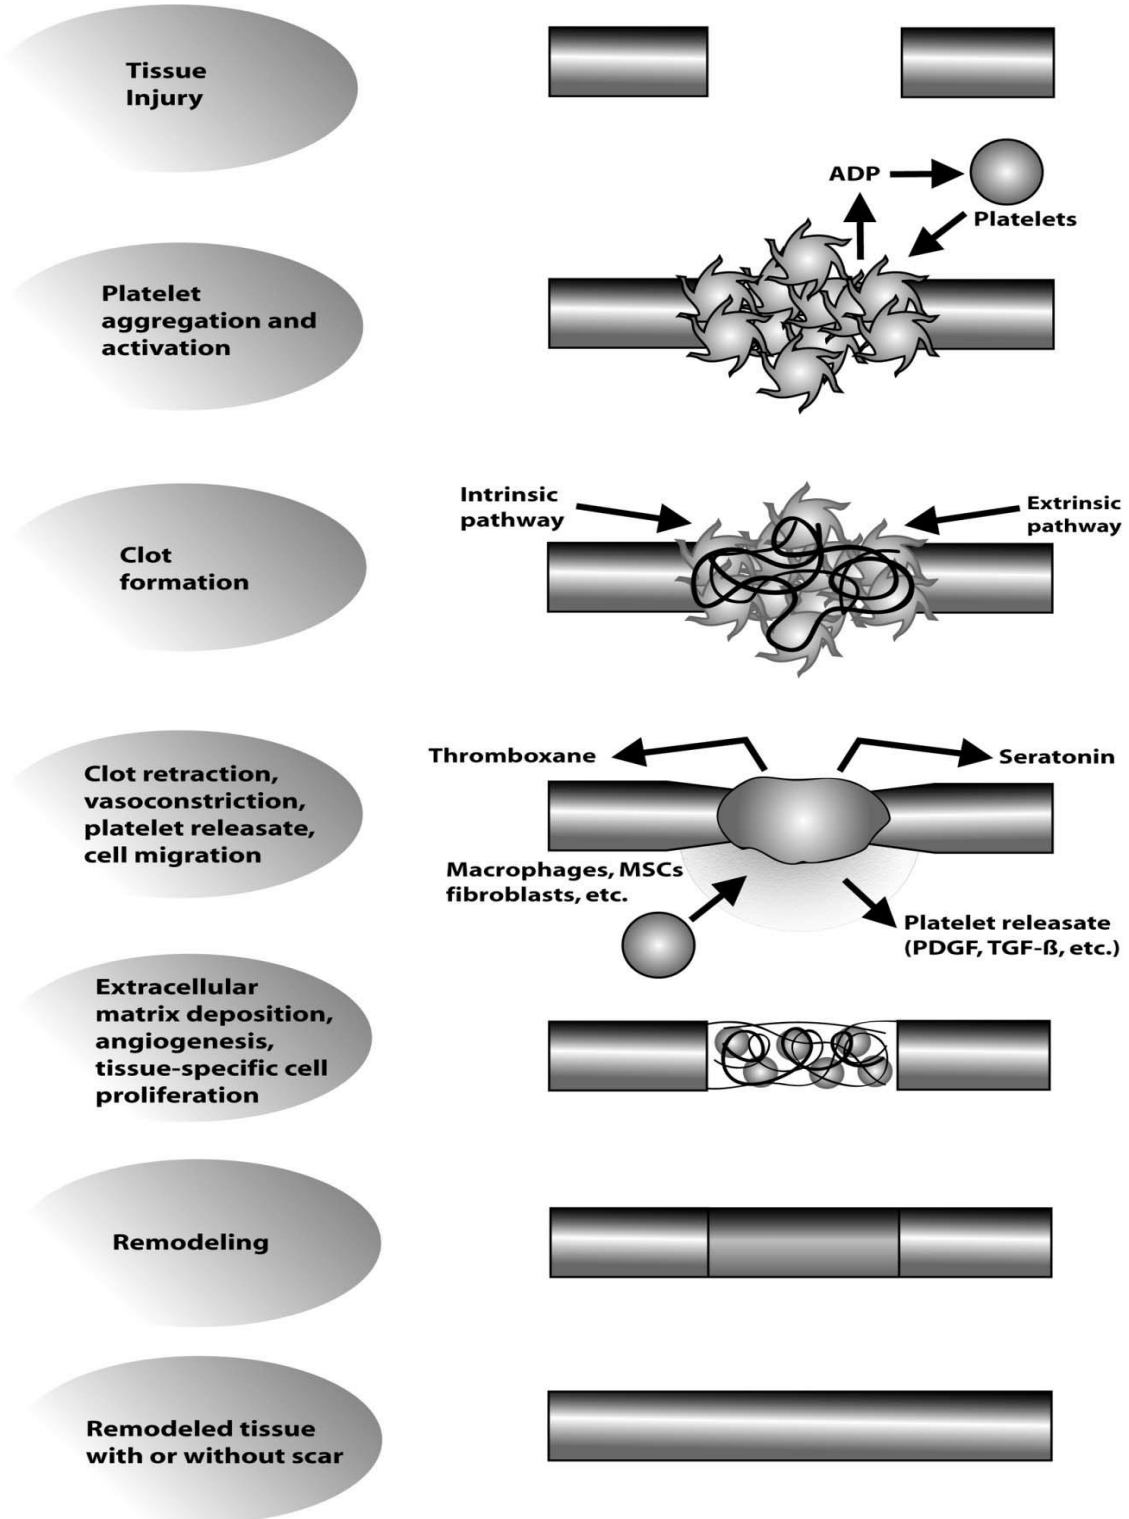 Tissue
Injury
ADP
Platelets
Platelet
aggregation and
activation
Intrinsic
pathway
Extrinsic
pathway
Clot
formation
Thromboxane
Seratonin
Clot retraction,
vasoconstriction,
platelet releasate,
cell migration
Macrophages, MSCs
fibroblasts, etc.
Platelet releasate
(PDGF, TGF-ß, etc.)
Extracellular
matrix deposition,
angiogenesis,
tissue-specific cell
proliferation
Remodeling
Remodeled tissue
with or without scar